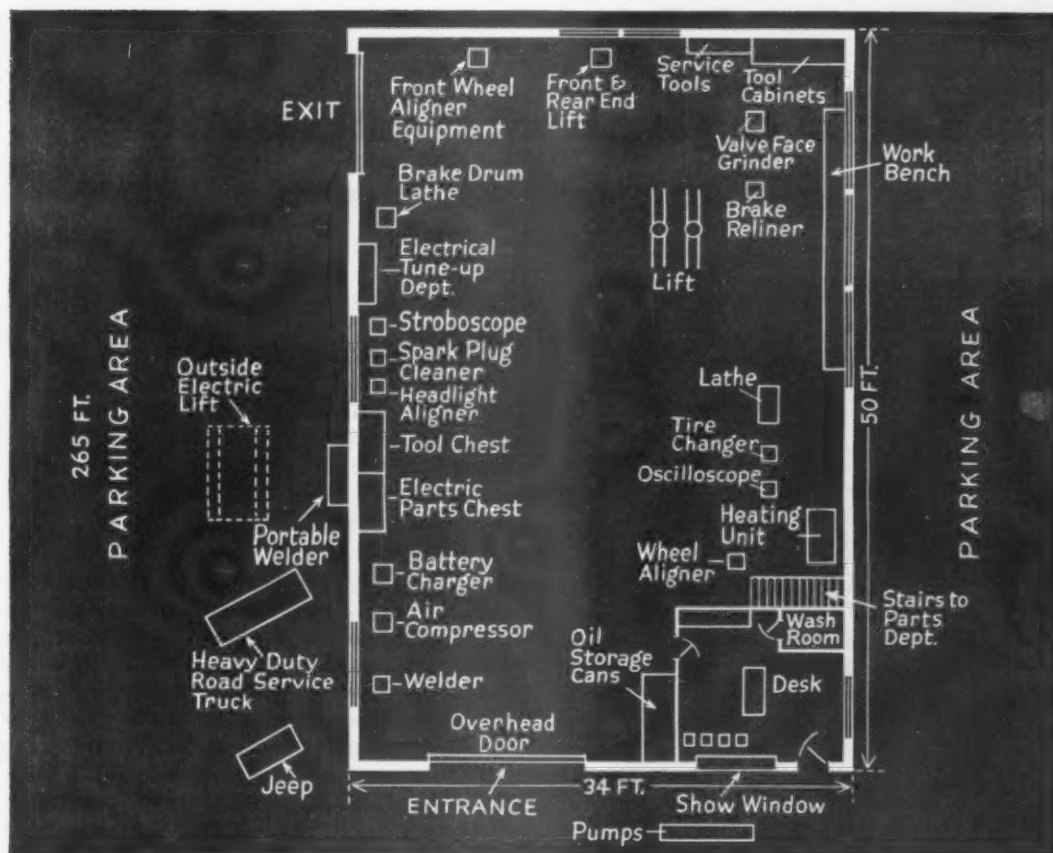 EXIT
Front Wheel
Aligner
Equipment
Front &
Rear End
Lift
Service
Tools
Tool
Cabinets
Valve Face
Grinder
Work
Bench
Brake Drum
Lathe
Brake
Reliner
Electrical
Tune-up
Dept.
Lift
Stroboscope
Spark Plug
Cleaner
Headlight
Aligner
Tool Chest
Electric
Parts Chest
Lathe
Tire
Changer
Oscilloscope
Heating
Unit
Wheel
Aligner
50 FT.
PARKING AREA
265 FT.
PARKING AREA
Outside
Electric
Lift
Portable
Welder
Battery
Charger
Air
Compressor
Stairs to
Parts
Dept.
Wash
Room
Oil
Storage
Cans
Desk
Heavy Duty
Road Service
Truck
Welder
Overhead
Door
Jeep
ENTRANCE
34 FT.
Show Window
Pumps